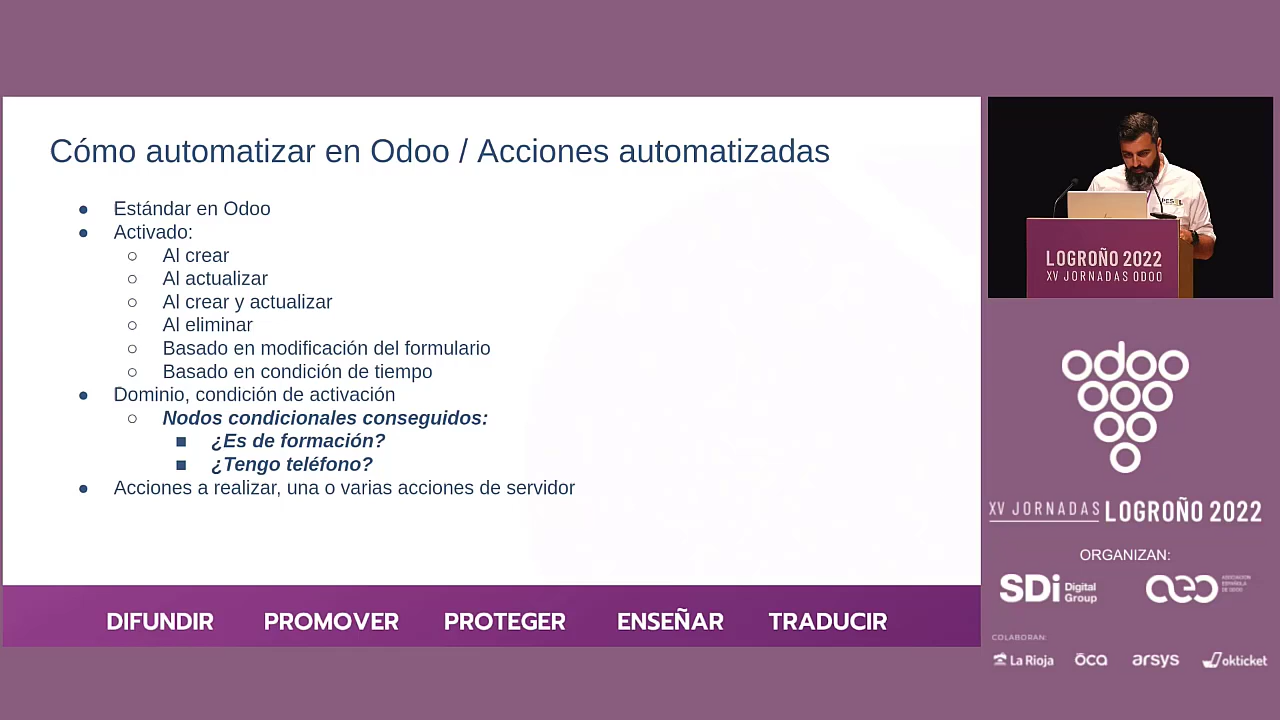 Cómo automatizar en Odoo / Acciones automatizadas
● Estándar en Odoo
● Activado:
○ Al crear
○ Al actualizar
○ Al crear y actualizar
○ Al eliminar
○ Basado en modificación del formulario
○ Basado en condición de tiempo
● Dominio, condición de activación
○ Nodos condicionales conseguidos:
■ ¿Es de formación?
■ ¿Tengo teléfono?
● Acciones a realizar, una o varias acciones de servidor
DIFUNDIR PROMOVER PROTEGER ENSEÑAR TRADUCIR
LOGROÑO 2022
XV JORNADAS ODOO
odoo
XV JORNADAS LOGROÑO 2022
ORGANIZAN:
SDi Digital Group
aeo ASOCIACIÓN ESPAÑOLA DE ODOO
COLABORAN:
La Rioja oca arsys okticket